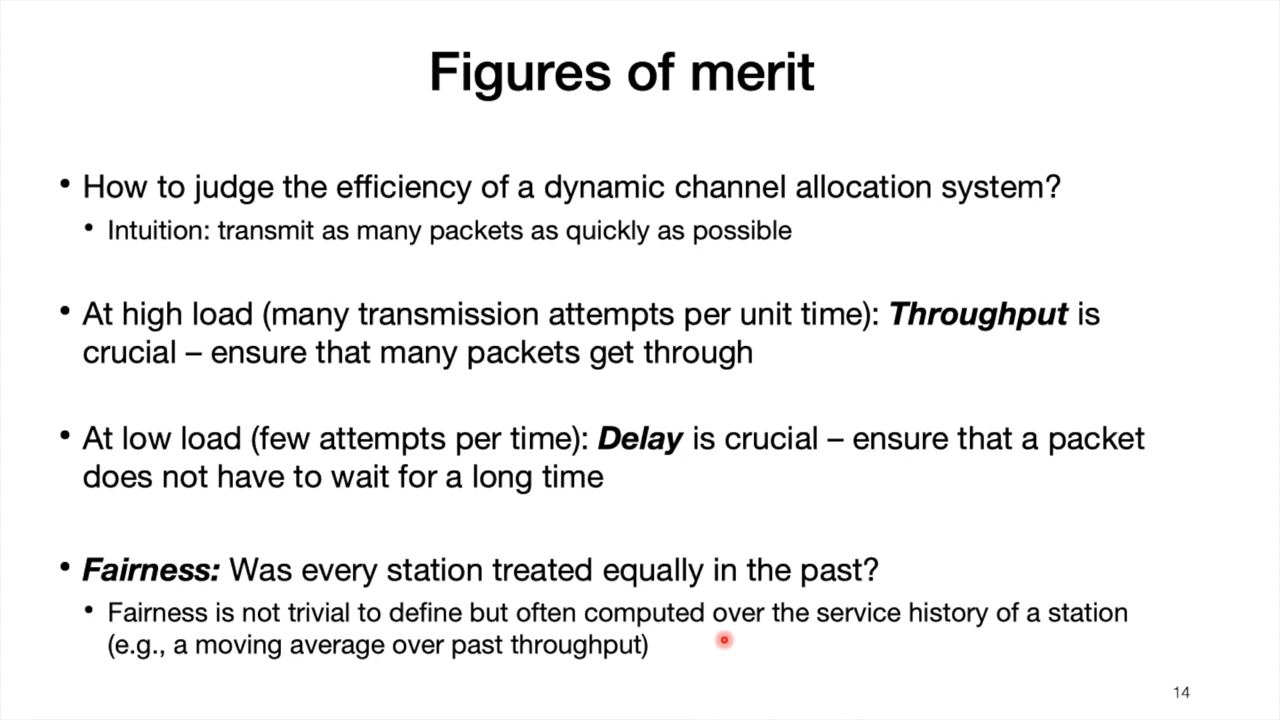 Figures of merit
• How to judge the efficiency of a dynamic channel allocation system?
• Intuition: transmit as many packets as quickly as possible
• At high load (many transmission attempts per unit time): Throughput is
crucial – ensure that many packets get through
• At low load (few attempts per time): Delay is crucial – ensure that a packet
does not have to wait for a long time
• Fairness: Was every station treated equally in the past?
• Fairness is not trivial to define but often computed over the service history of a station
(e.g., a moving average over past throughput)
14